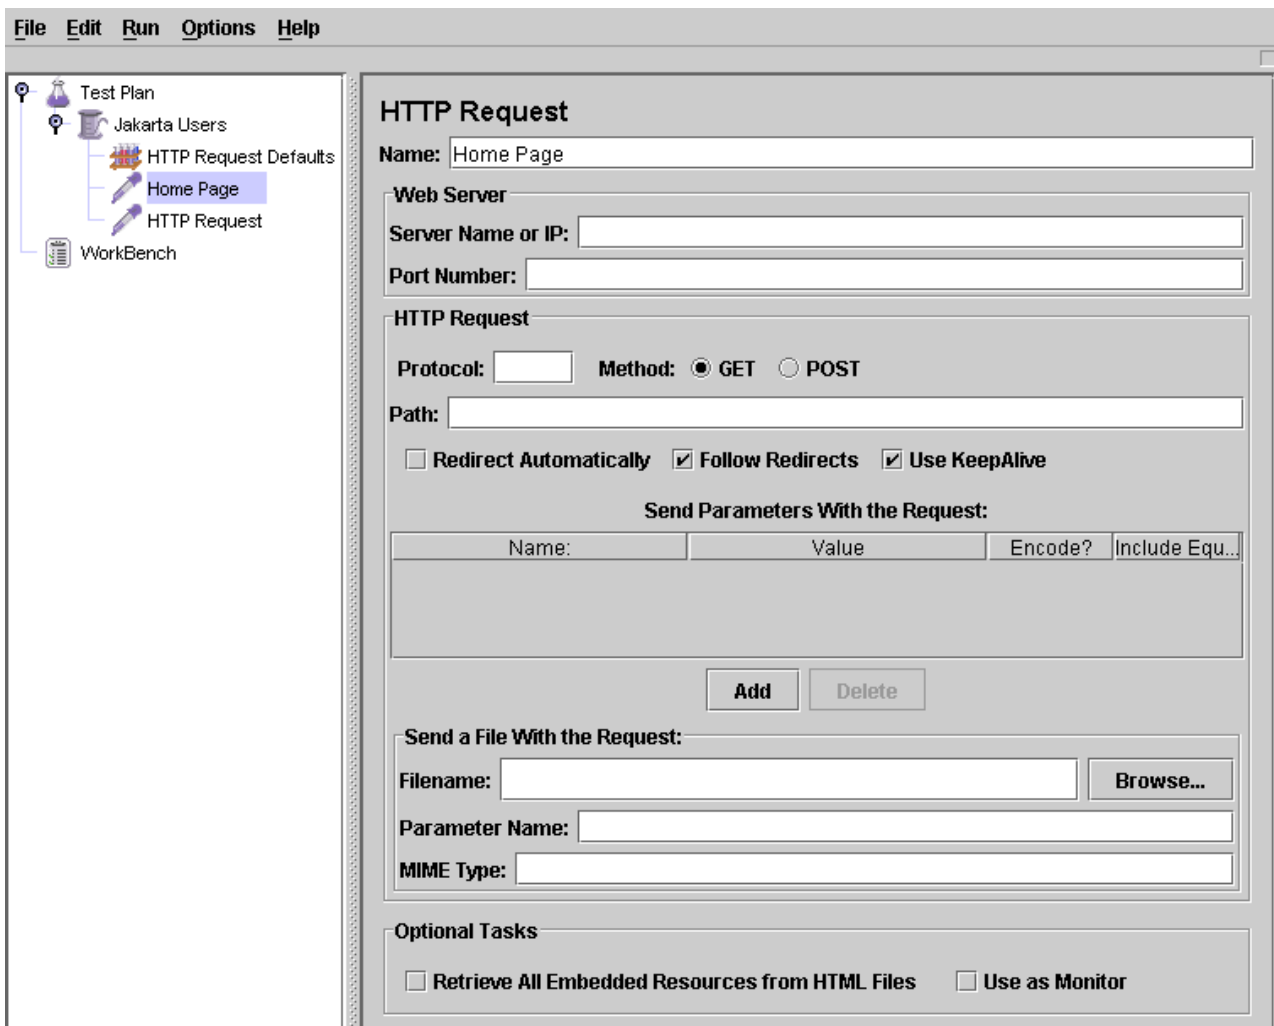 File Edit Run Options Help
Test Plan
Jakarta Users
HTTP Request Defaults
Home Page
HTTP Request
WorkBench
HTTP Request
Name: Home Page
Web Server
Server Name or IP:
Port Number:
HTTP Request
Protocol: Method: GET POST
Path:
Redirect Automatically Follow Redirects Use KeepAlive
Send Parameters With the Request:
Name: Value Encode? Include Equ...
Add Delete
Send a File With the Request:
Filename: Browse...
Parameter Name:
MIME Type:
Optional Tasks
Retrieve All Embedded Resources from HTML Files Use as Monitor